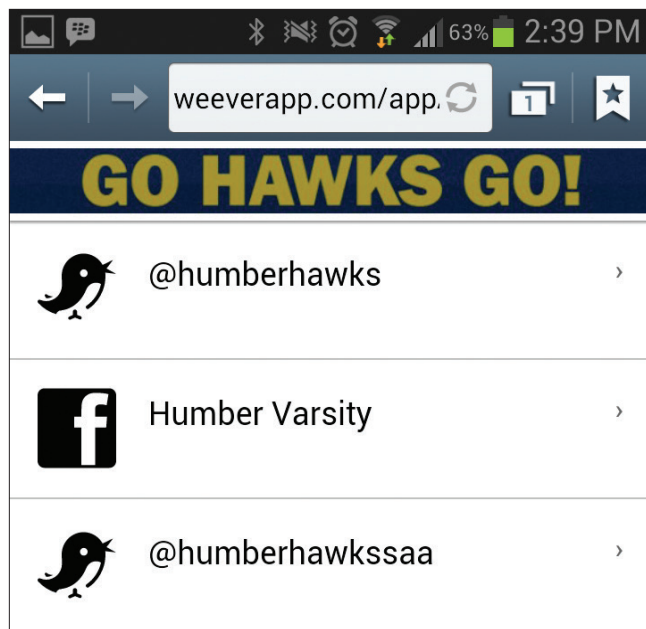 63% 2:39 PM
weeverapp.com/app.
1
GO HAWKS GO!
@humberhawks
f Humber Varsity
@humberhawkssaa